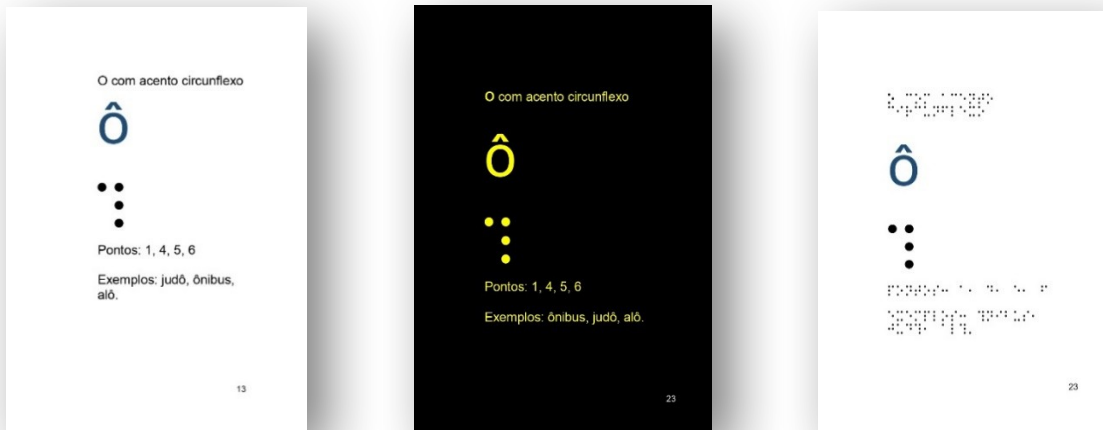 O com acento circunflexo
Ô
⠹
Pontos: 1, 4, 5, 6
Exemplos: judô, ônibus,
alô.
13
O com acento circunflexo
Ô
⠹
Pontos: 1, 4, 5, 6
Exemplos: ônibus, judô, alô.
23
Ô
⠹
23